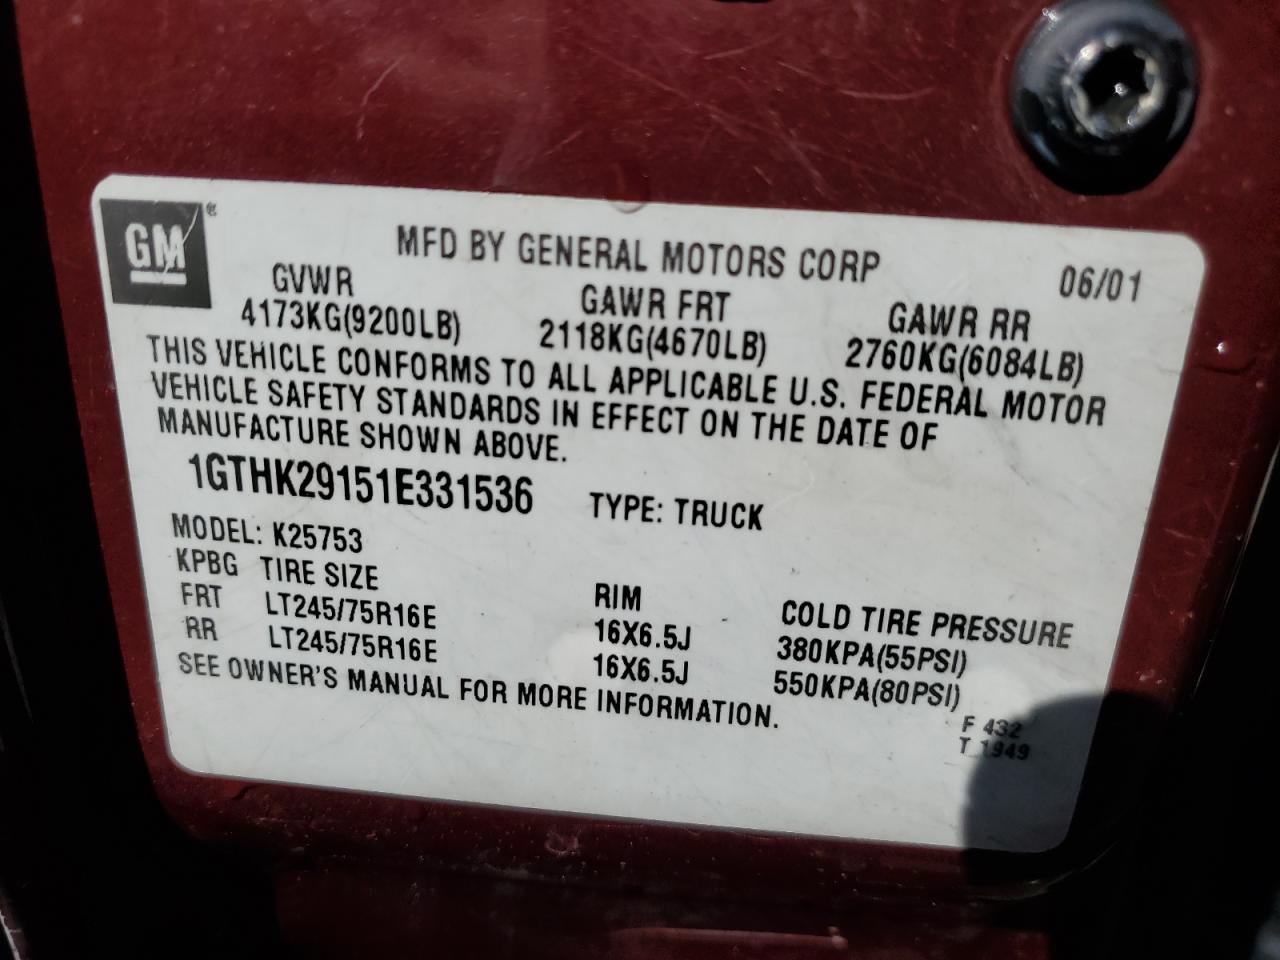 GM®
MFD BY GENERAL MOTORS CORP 06/01
GVWR GAWR FRT GAWR RR
4173KG(9200LB) 2118KG(4670LB) 2760KG(6084LB)
THIS VEHICLE CONFORMS TO ALL APPLICABLE U.S. FEDERAL MOTOR
VEHICLE SAFETY STANDARDS IN EFFECT ON THE DATE OF
MANUFACTURE SHOWN ABOVE.
1GTHK29151E331536 TYPE: TRUCK
MODEL: K25753
KPBG TIRE SIZE RIM COLD TIRE PRESSURE
FRT LT245/75R16E 16X6.5J 380KPA(55PSI)
RR LT245/75R16E 16X6.5J 550KPA(80PSI)
SEE OWNER'S MANUAL FOR MORE INFORMATION.
F 432
T 1949